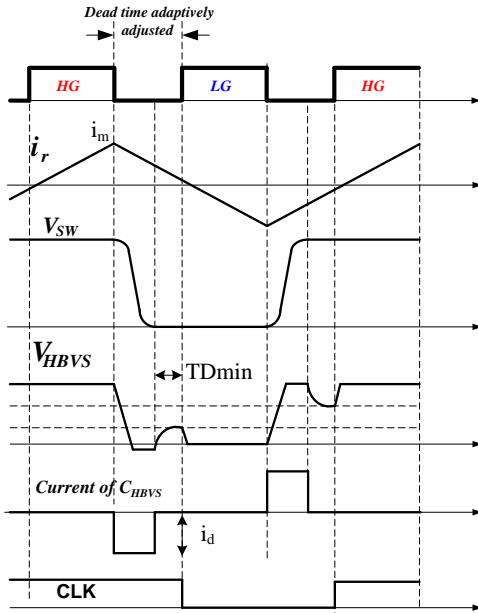 Dead time adaptively
adjusted
HG
LG
HG
i_m
i_r
V_SW
V_HBVS
TDmin
Current of C_HBVS
i_d
CLK